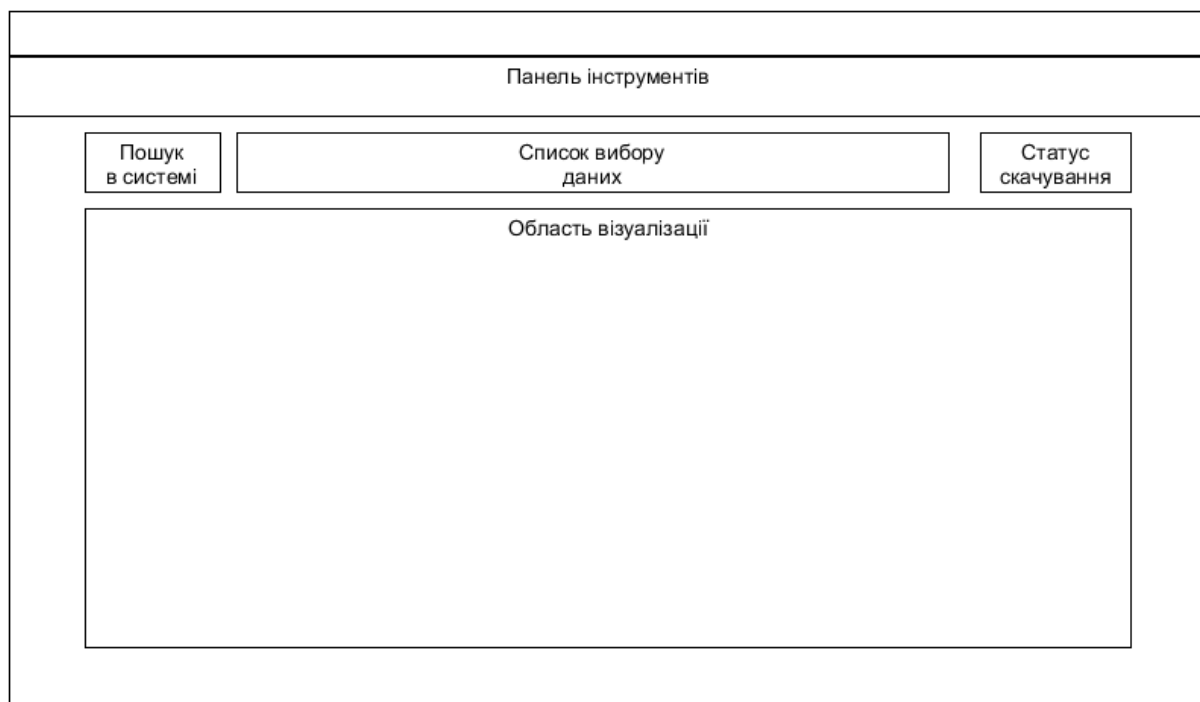 Панель інструментів
Пошук
в системі
Список вибору
даних
Статус
скачування
Область візуалізації